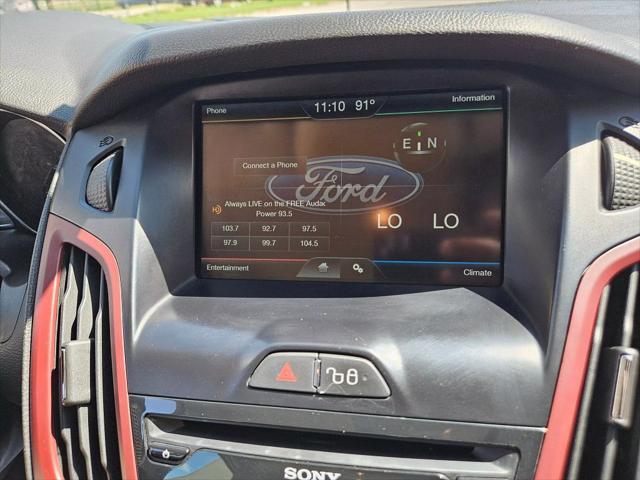 Phone
11:10 91°
Information
E N
Connect a Phone
Ford
Always LIVE on the FREE Audac
Power 93.5
LO LO
103.7 92.7 97.5
97.9 99.7 104.5
Entertainment
Climate
SONY